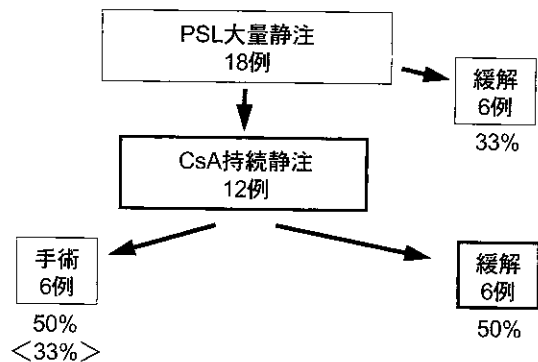 PSL大量静注
18例
緩解
6例
33%
CsA持続静注
12例
手術
6例
50%
＜33%＞
緩解
6例
50%